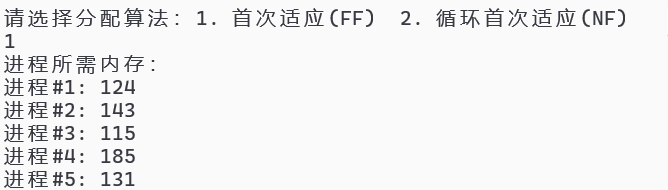 请选择分配算法: 1. 首次适应(FF)  2. 循环首次适应(NF)
1
进程所需内存:
进程#1: 124
进程#2: 143
进程#3: 115
进程#4: 185
进程#5: 131